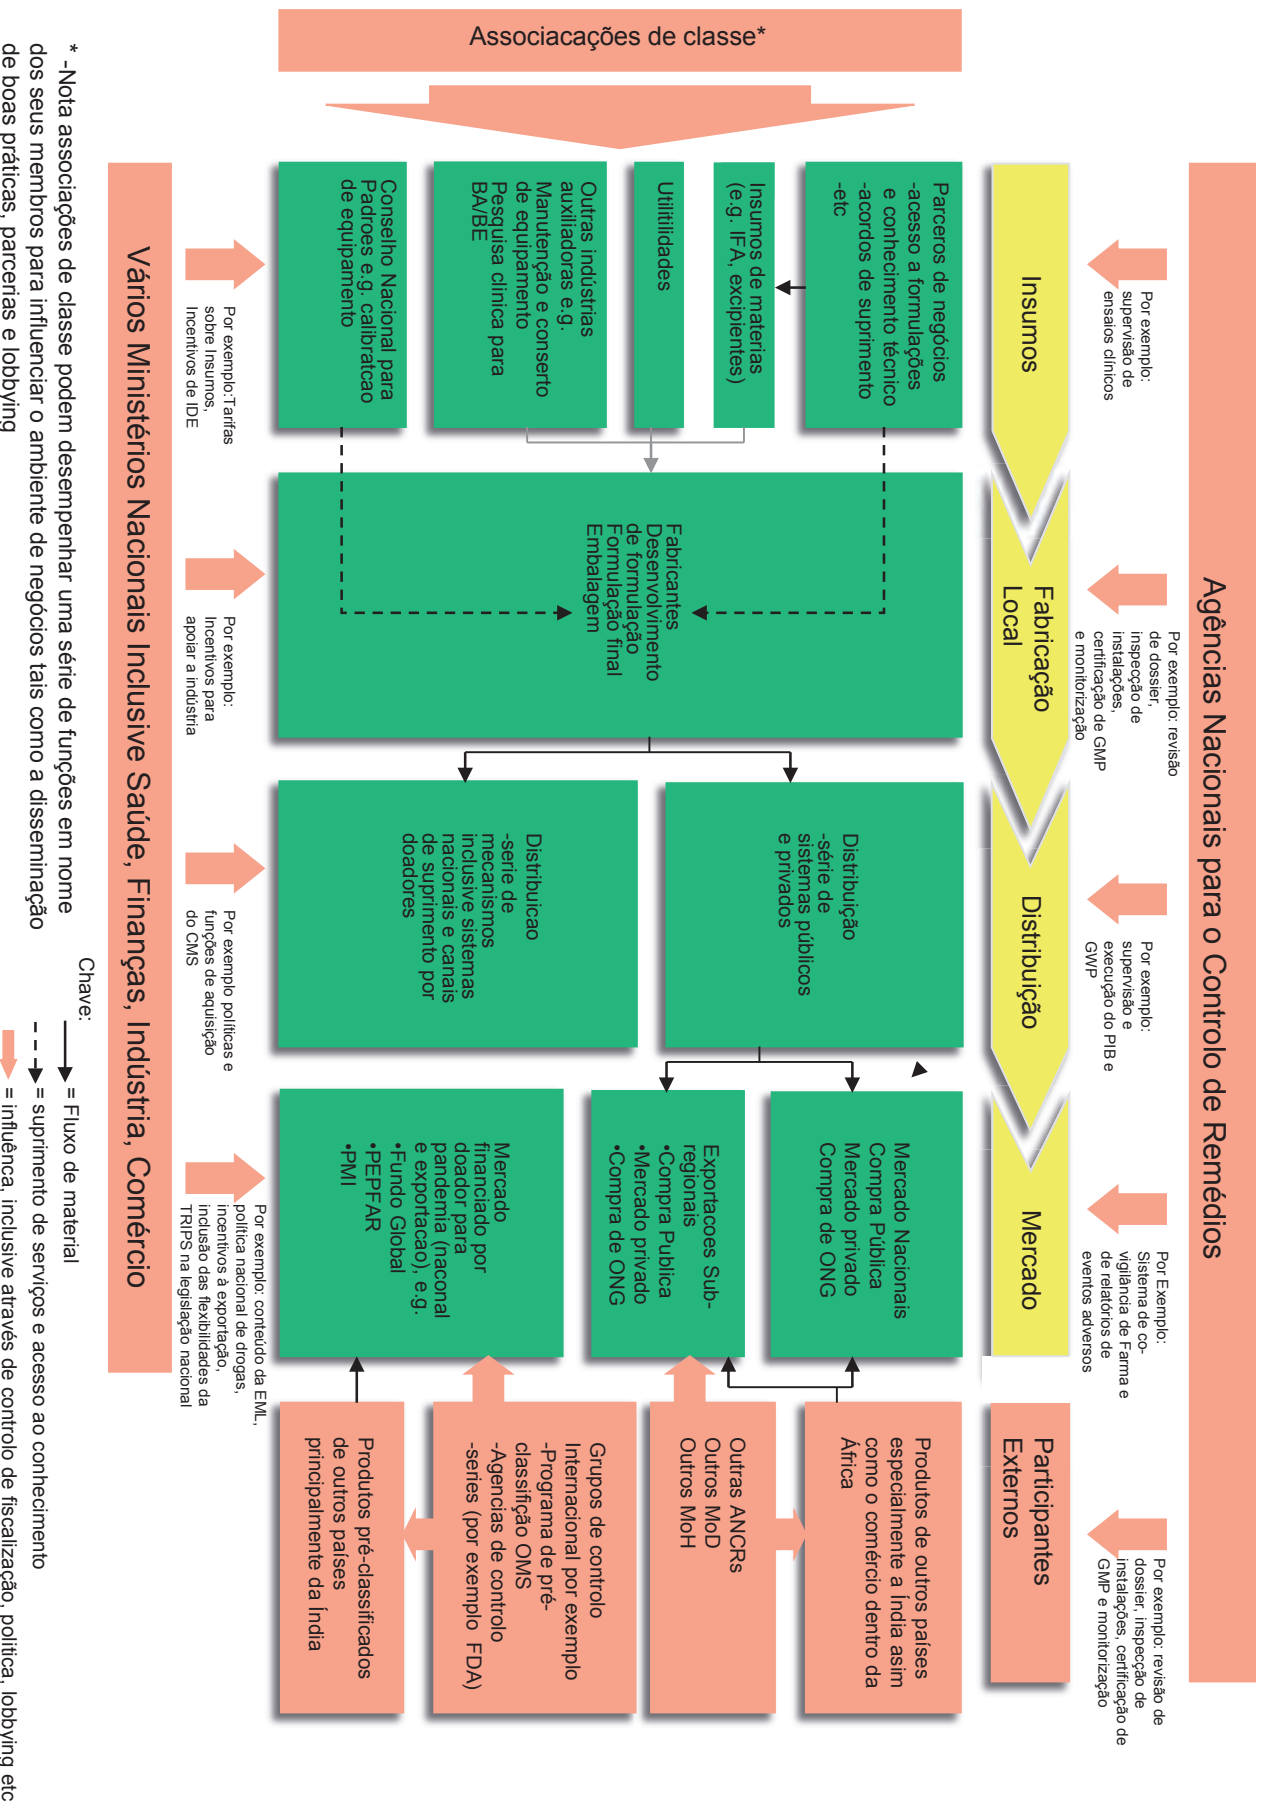 Agências Nacionais para o Controlo de Remédios
Por exemplo:
supervisão de
ensaios clínicos
Por exemplo: revisão
de dossier,
inspecção de
instalações,
certificação de GMP
e monitorização
Por exemplo:
supervisão e
execução do PIB e
GWP
Por Exemplo:
Sistema de co-
vigilância de Farma e
de relatórios de
eventos adversos
Por exemplo: revisão de
dossier, inspecção de
instalações, certificação de
GMP e monitorização
Insumos
Fabricação
Local
Distribuição
Mercado
Participantes
Externos
Associacações de classe*
Parceros de negócios
-acesso a formulações
e conhecimento técnico
-acordos de suprimento
-etc
Insumos de materias
(e.g. IFA, excipientes)
Utilitilidades
Outras indústrias
auxiliadoras e.g.
Manutenção e conserto
de equipamento
Pesquisa clinica para
BA/BE
Conselho Nacional para
Padroes e.g. calibratcao
de equipamento
Fabricantes
Desenvolvimento
de formulação
Formulação final
Embalagem
Distribuição
-série de
sistemas públicos
e privados
Distribuicao
-serie de
mecanismos
inclusive sistemas
nacionais e canais
de suprimento por
doadores
Mercado Nacionais
Compra Pública
Mercado privado
Compra de ONG
Exportacoes Sub-
regionais
•Compra Publica
•Mercado privado
•Compra de ONG
Mercado
financiado por
doador para
pandemia (naconal
e exportacao), e.g.
•Fundo Global
•PEPFAR
•PMI
Produtos de outros países
especialmente a Índia asim
como o comércio dentro da
África
Outras ANCRs
Outros MoD
Outros MoH
Grupos de controlo
Internacional por exemplo
-Programa de pré-
classifição OMS
-Agencias de controlo
-series (por exemplo FDA)
Produtos pré-classificados
de outros países
principalmente da Índia
Por exemplo:Tarifas
sobre Insumos,
Incentivos de IDE
Por exemplo:
Incentivos para
apoiar a indústria
Por exemplo políticas e
funções de aquisição
do CMS
Por exemplo: conteúdo da EML,
política nacional de drogas,
incentivos à exportação,
inclusão das flexibilidades da
TRIPS na legislação nacional
Vários Ministérios Nacionais Inclusive Saúde, Finanças, Indústria, Comércio
* -Nota associações de classe podem desempenhar uma série de funções em nome
dos seus membros para influenciar o ambiente de negócios tais como a disseminação
de boas práticas, parcerias e lobbying
Chave:
= Fluxo de material
= suprimento de serviços e acesso ao conhecimento
= influência, inclusive através de controlo de fiscalização, política, lobbying etc